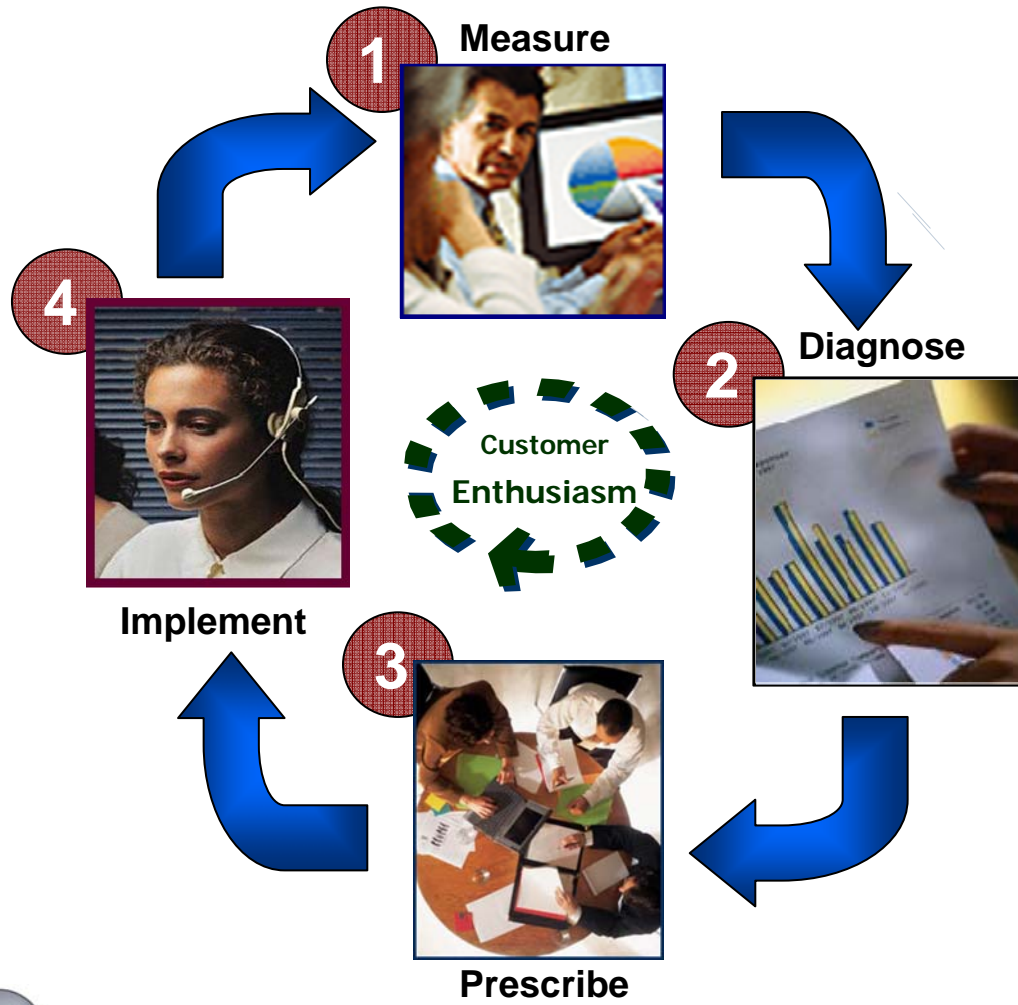 1
Measure
2
Diagnose
3
Prescribe
4
Implement
Customer
Enthusiasm